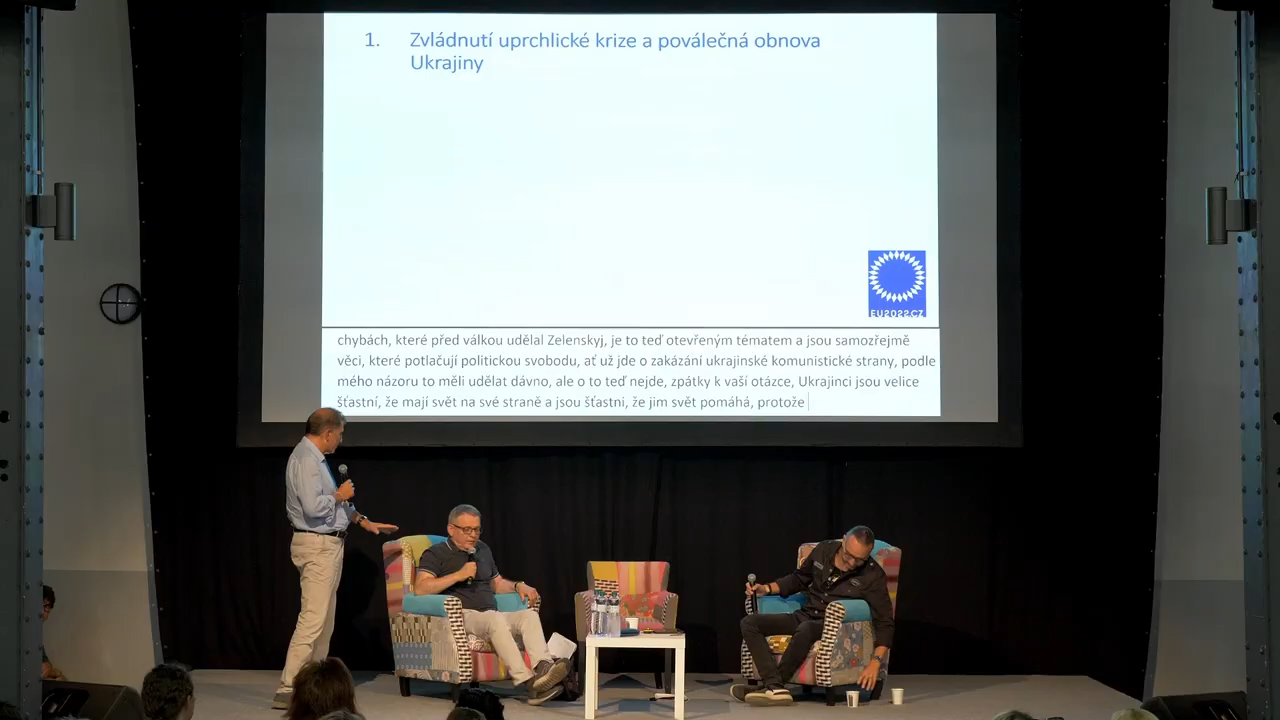 1. Zvládnutí uprchlické krize a poválečná obnova
Ukrajiny
EU2022.CZ
chybách, které před válkou udělal Zelenskyj, je to teď otevřeným tématem a jsou samozřejmě
věci, které potlačují politickou svobodu, ať už jde o zakázání ukrajinské komunistické strany, podle
mého názoru to měli udělat dávno, ale o to teď nejde, zpátky k vaší otázce, Ukrajinci jsou velice
šťastní, že mají svět na své straně a jsou šťastni, že jim svět pomáhá, protože